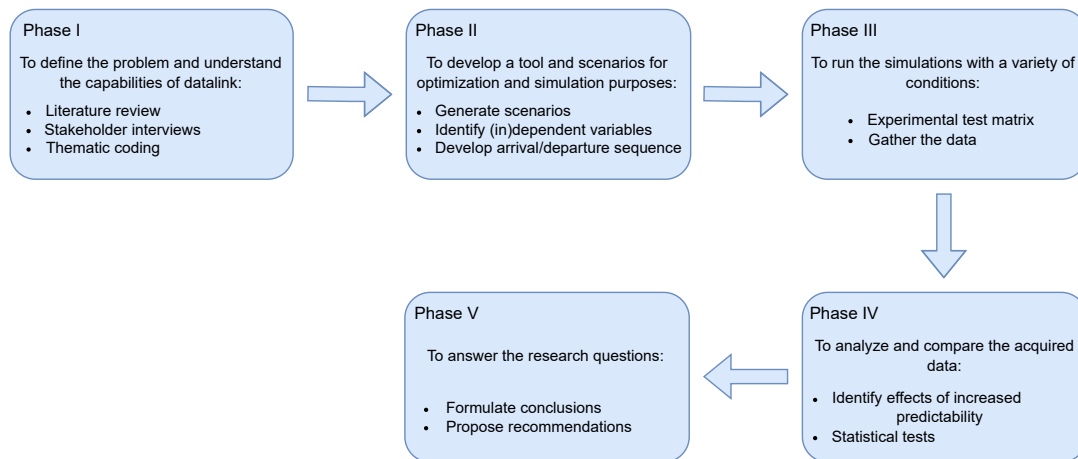 Phase I
To define the problem and understand
the capabilities of datalink:
• Literature review
• Stakeholder interviews
• Thematic coding
Phase II
To develop a tool and scenarios for
optimization and simulation purposes:
• Generate scenarios
• Identify (in)dependent variables
• Develop arrival/departure sequence
Phase III
To run the simulations with a variety of
conditions:
• Experimental test matrix
• Gather the data
Phase IV
To analyze and compare the acquired
data:
• Identify effects of increased
predictability
• Statistical tests
Phase V
To answer the research questions:
• Formulate conclusions
• Propose recommendations